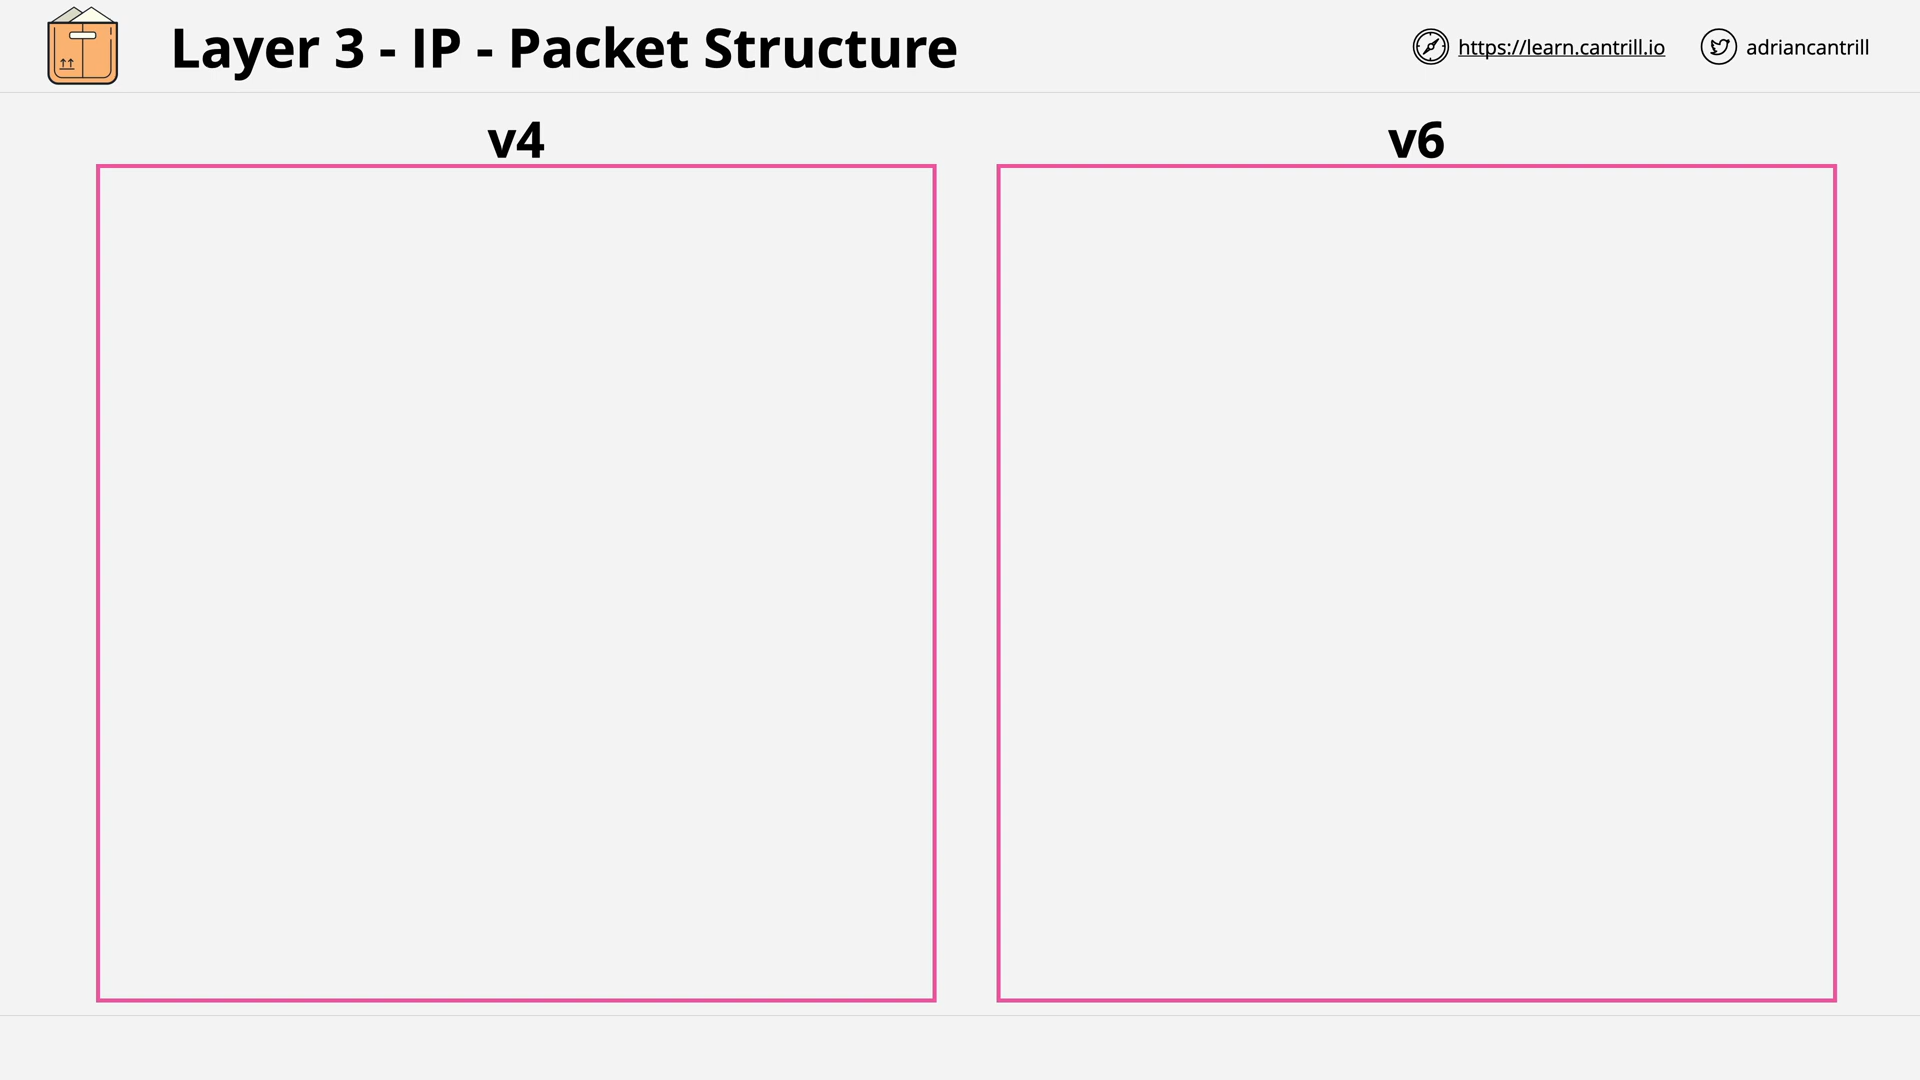 Layer 3 - IP - Packet Structure
https://learn.cantrill.io
adriancantrill
v4
v6